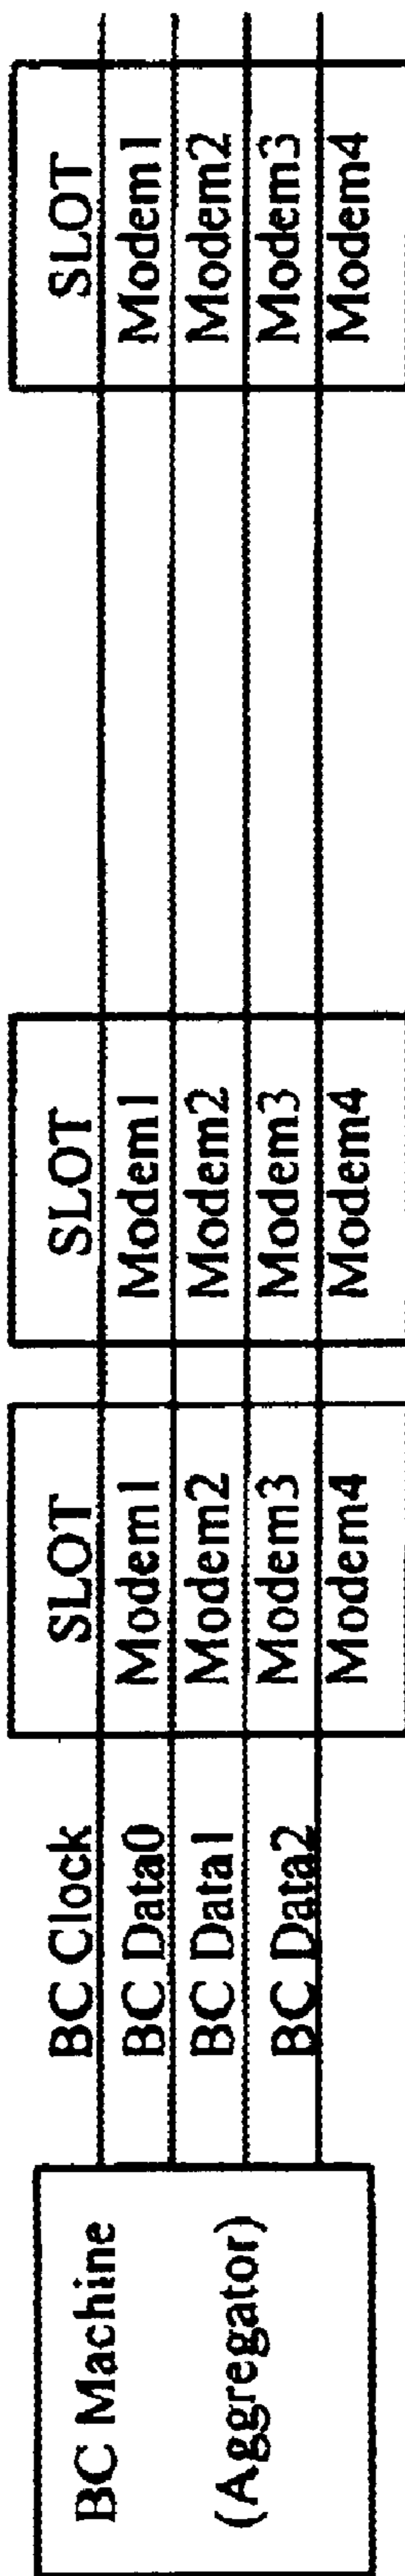 BC Machine
(Aggregator)
BC Clock
BC Data0
BC Data1
BC Data2
SLOT
Modem1
Modem2
Modem3
Modem4
SLOT
Modem1
Modem2
Modem3
Modem4
SLOT
Modem1
Modem2
Modem3
Modem4